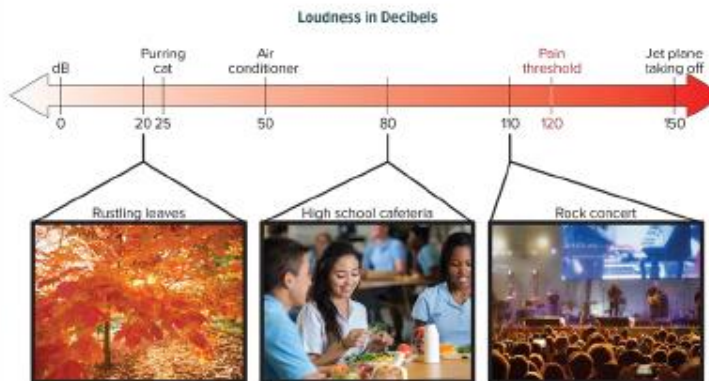 Loudness in Decibels
dB
Purring
cat
Air
conditioner
Pain
threshold
Jet plane
taking off
0
20
25
50
80
110
120
150
Rustling leaves
High school cafeteria
Rock concert